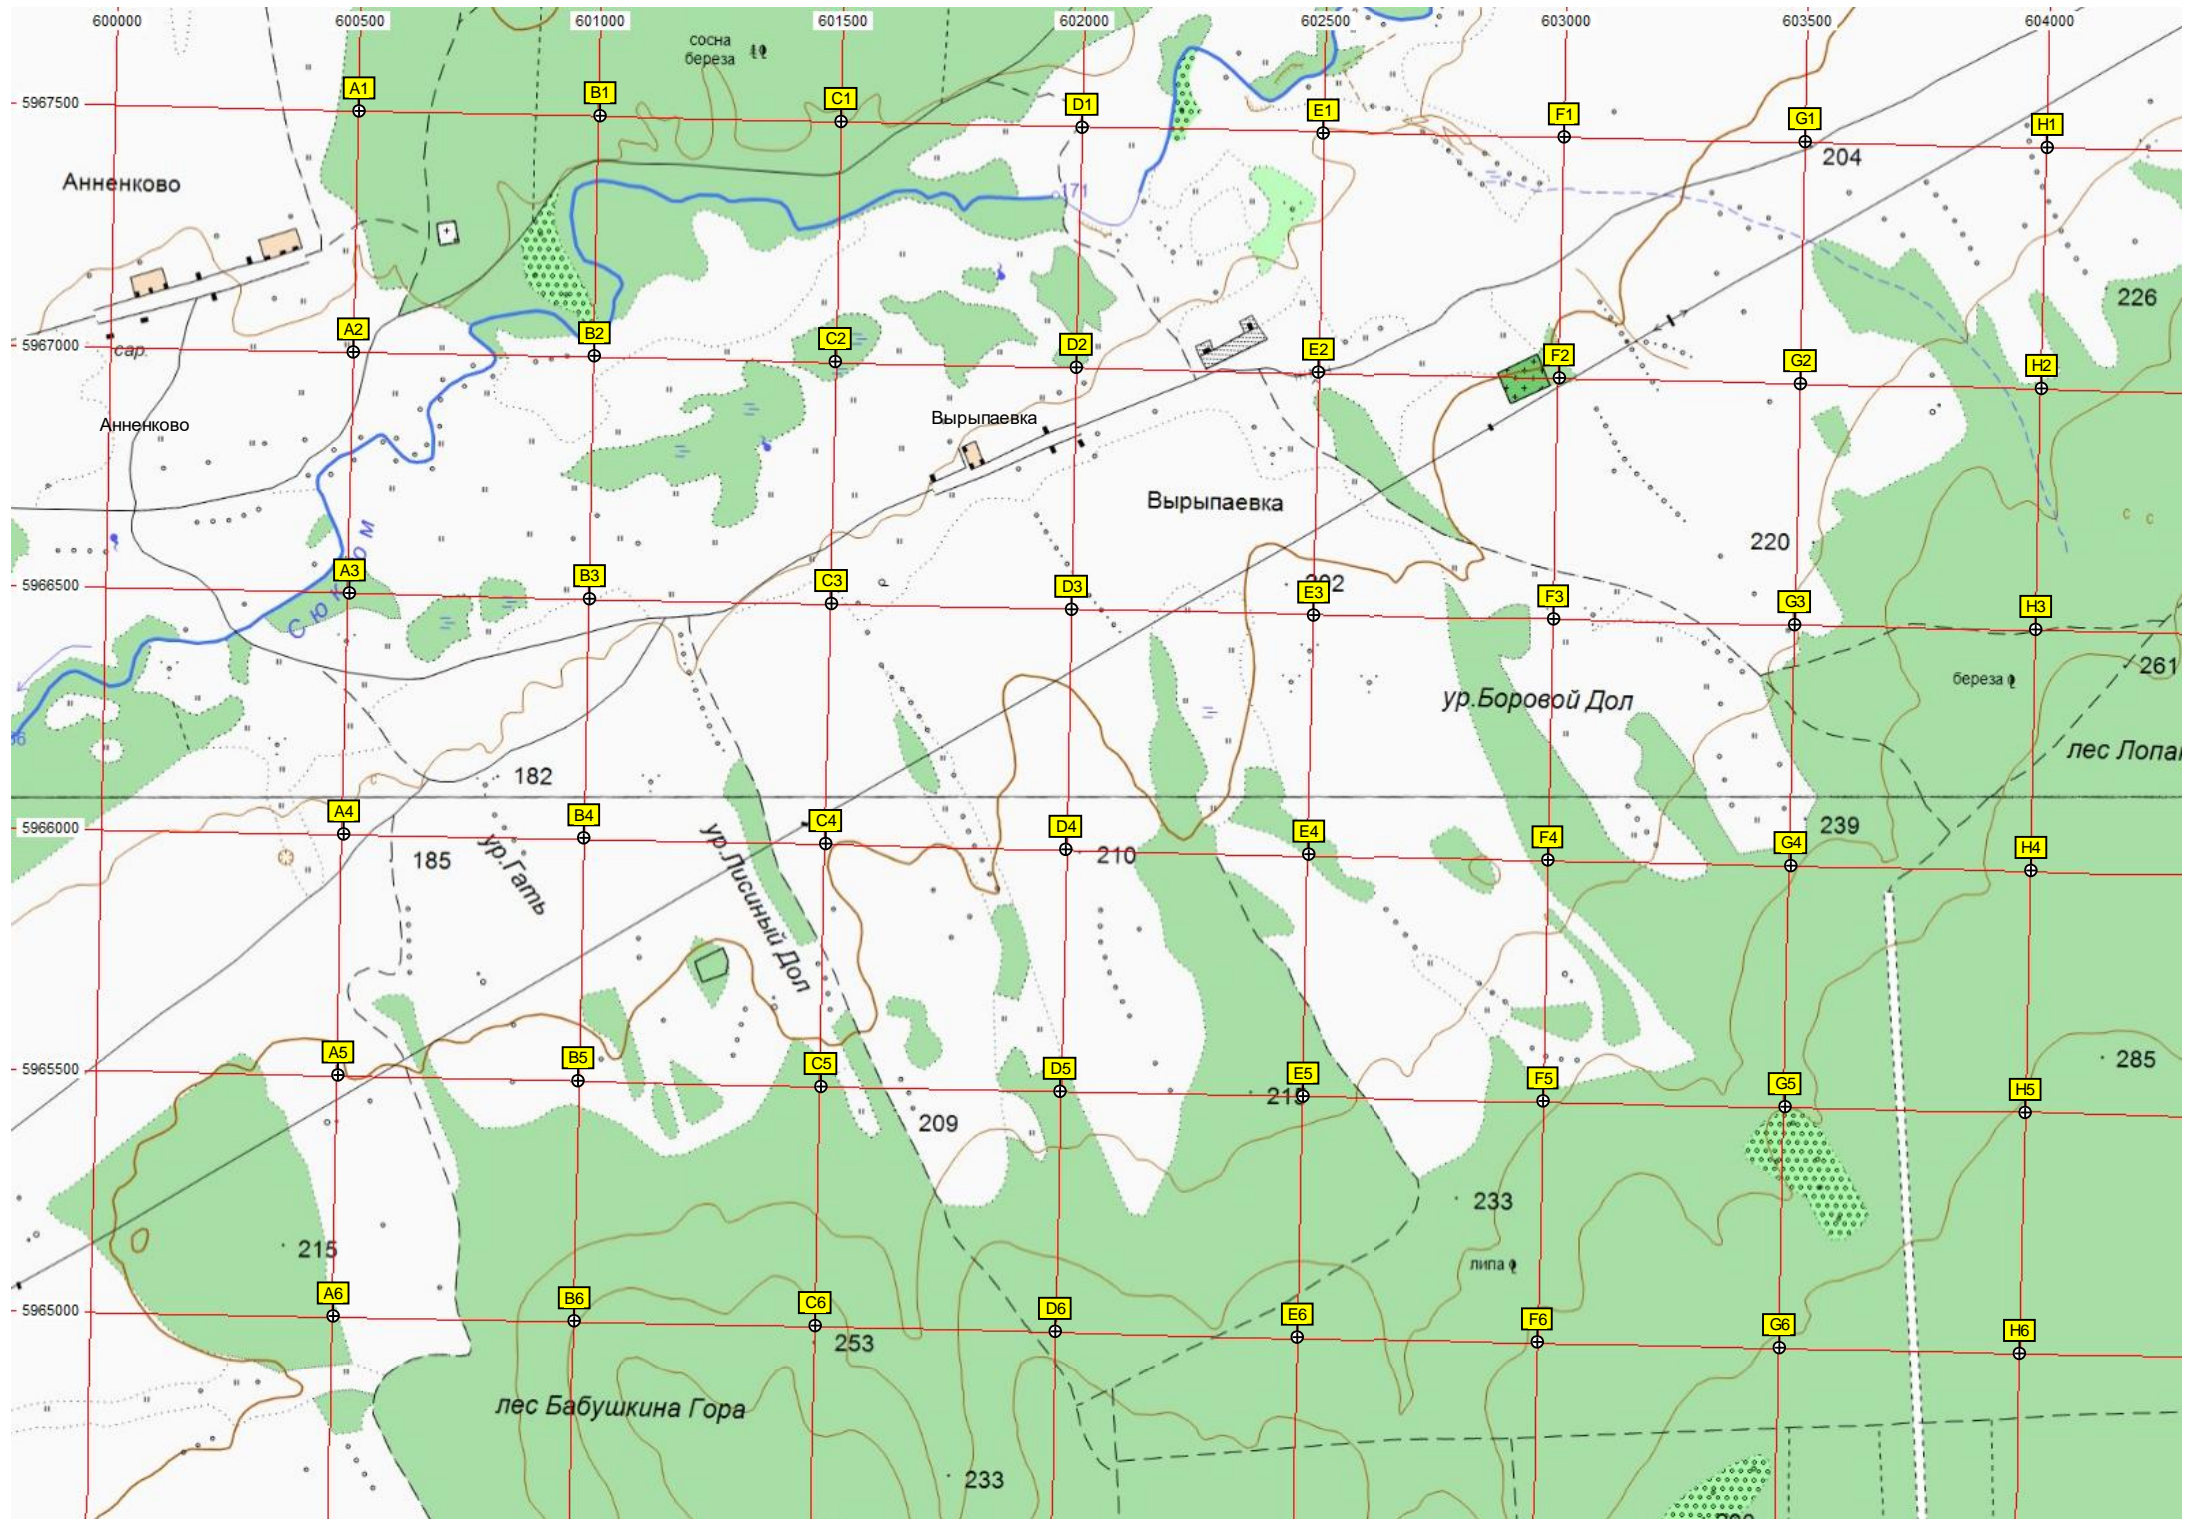 600000 600500 601000 601500 602000 602500 603000 603500 604000
сосна
береза
5967500
A1 B1 C1 D1 E1 F1 G1 H1
204
Анненково
171
226
A2 B2 C2 D2 E2 F2 G2 H2
5967000
сар.
Анненково
Вырыпаевка
Вырыпаевка
220
Сюксюм
5966500
A3 B3 C3 D3 E3 F3 G3 H3
261
береза
ур.Боровой Дол
лес Лопа
182
5966000
A4 B4 C4 D4 E4 F4 G4 H4
239
210
185
ур.Гать
ур.Лисиный Дол
285
5965500
A5 B5 C5 D5 E5 F5 G5 H5
209
233
215
липа
5965000
A6 B6 C6 D6 E6 F6 G6 H6
253
лес Бабушкина Гора
233